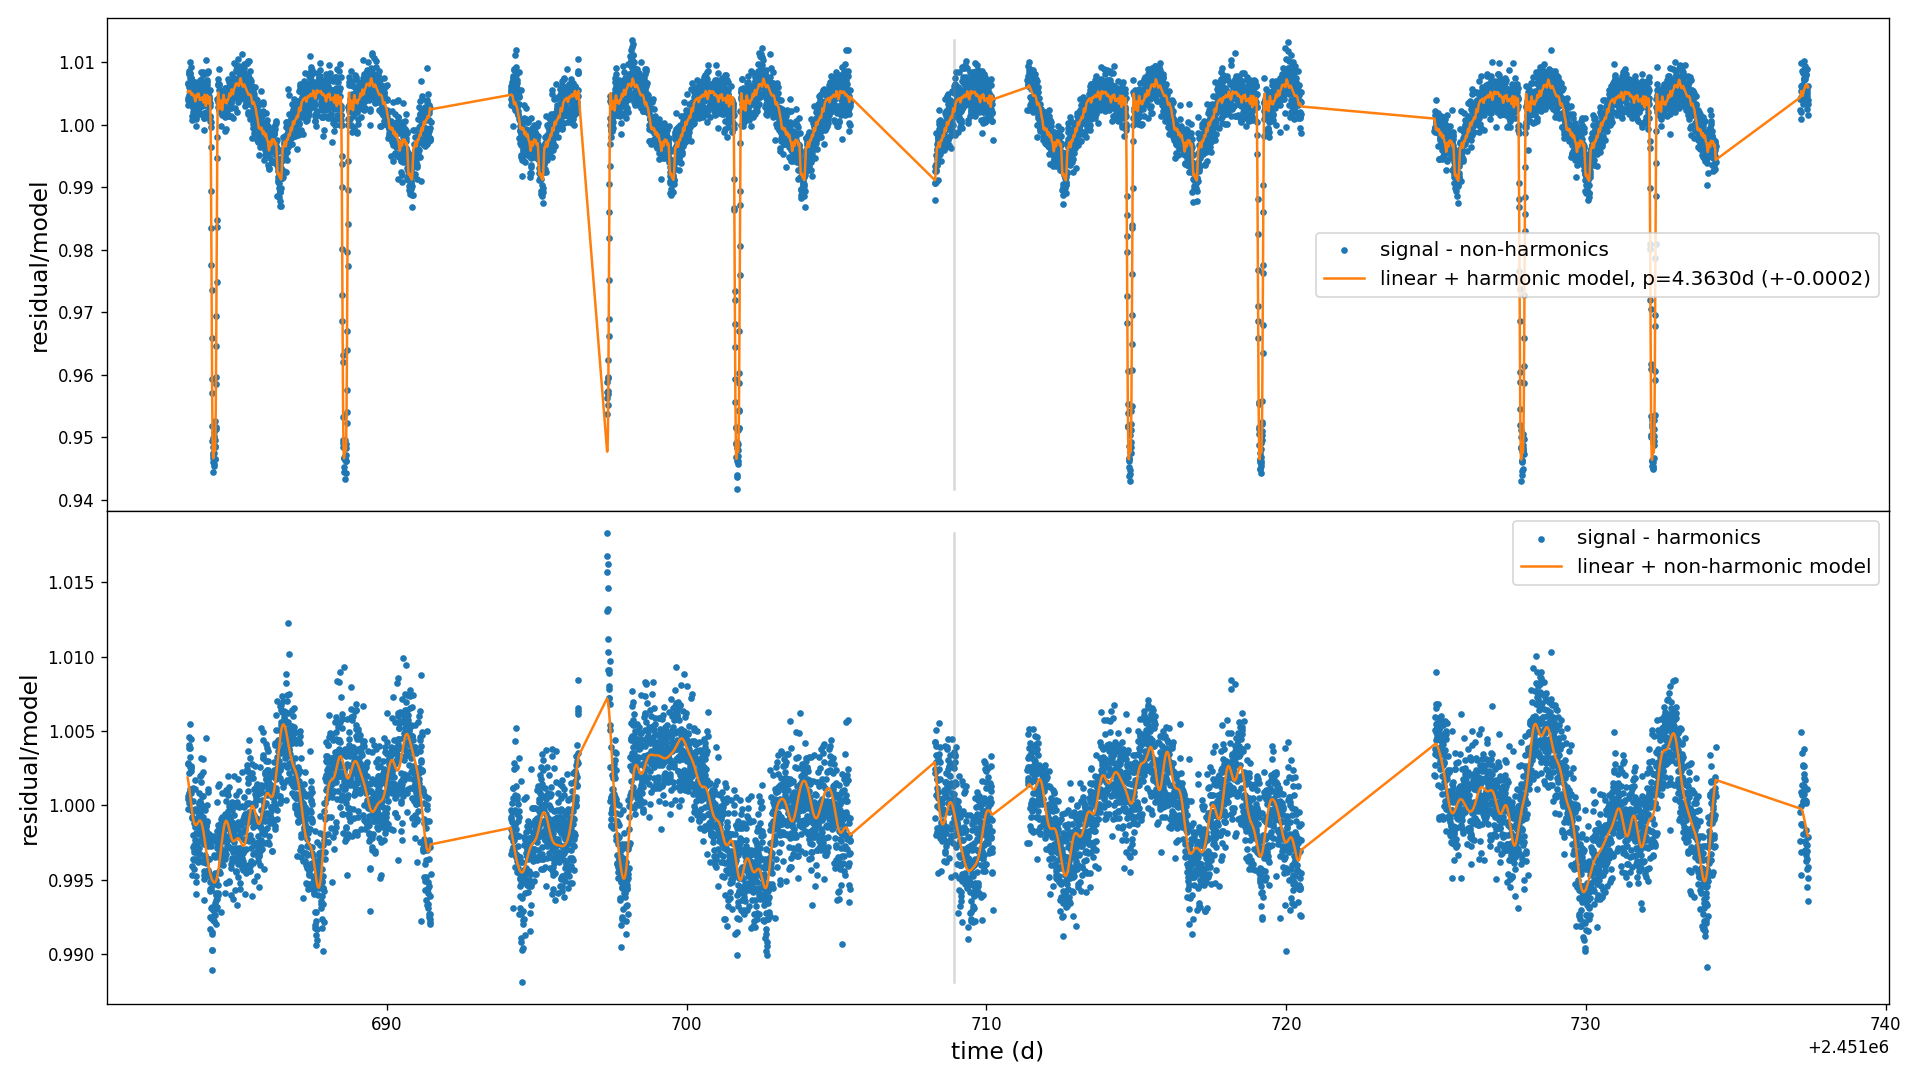 1.01
1.00
0.99
0.98
0.97
0.96
0.95
0.94
residual/model
signal - non-harmonics
linear + harmonic model, p=4.3630d (+-0.0002)
1.015
1.010
1.005
1.000
0.995
0.990
residual/model
signal - harmonics
linear + non-harmonic model
690
700
710
720
730
740
time (d)
+2.451e6